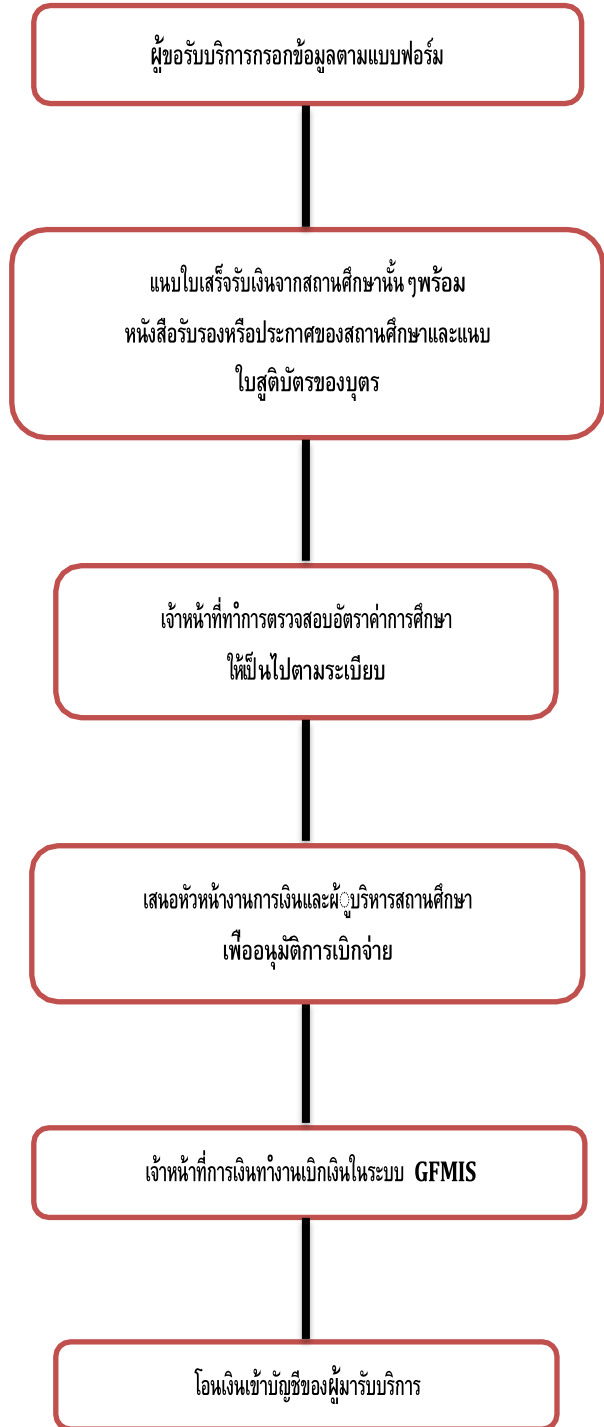 ผู้ขอรับบริการกรอกข้อมูลตามแบบฟอร์ม
แนบใบเสร็จรับเงินจากสถานศึกษานั้น ๆพร้อม
หนังสือรับรองหรือประกาศของสถานศึกษาและแนบ
ใบสูติบัตรของบุตร
เจ้าหน้าที่ทำการตรวจสอบอัตราค่าการศึกษา
ให้เป็นไปตามระเบียบ
เสนอหัวหน้างานการเงินและผู้บริหารสถานศึกษา
เพื่ออนุมัติการเบิกจ่าย
เจ้าหน้าที่การเงินทำงานเบิกเงินในระบบ GFMIS
โอนเงินเข้าบัญชีของผู้มารับบริการ